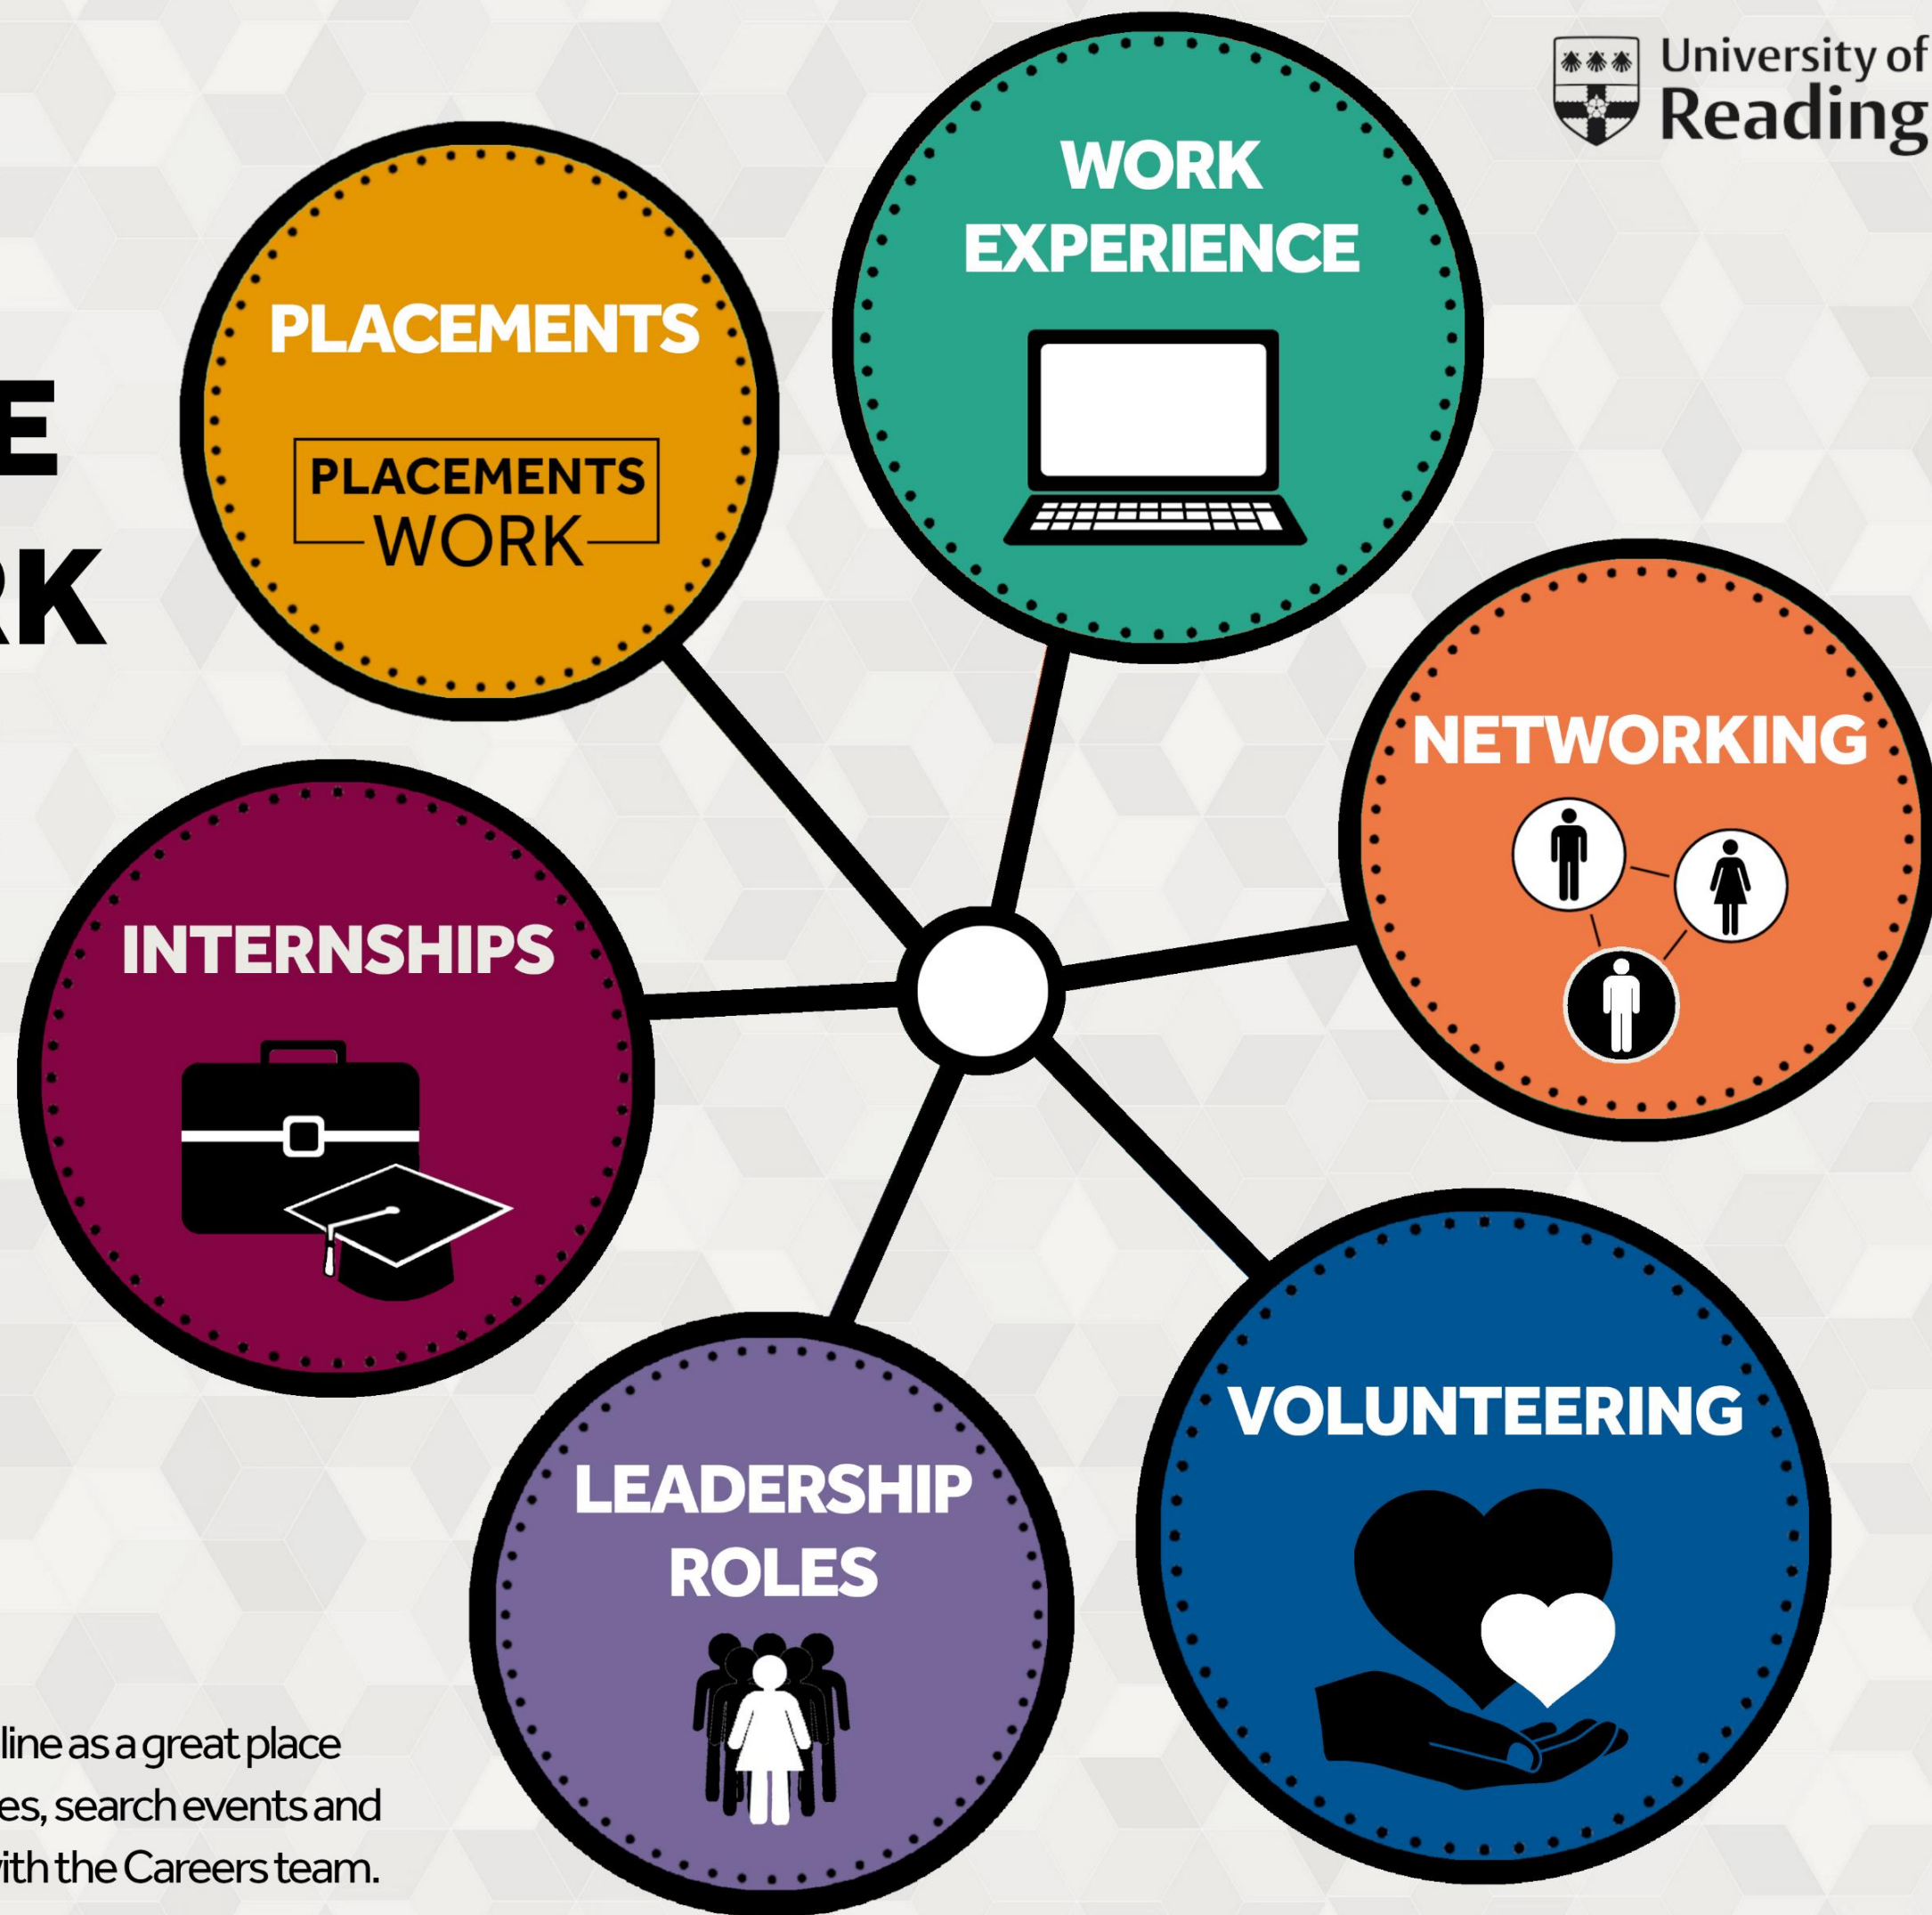 University of
Reading
WORK
EXPERIENCE
PLACEMENTS
PLACEMENTS
WORK
E
RK
NETWORKING
INTERNSHIPS
VOLUNTEERING
LEADERSHIP
ROLES
line as a great place
es, search events and
with the Careers team.